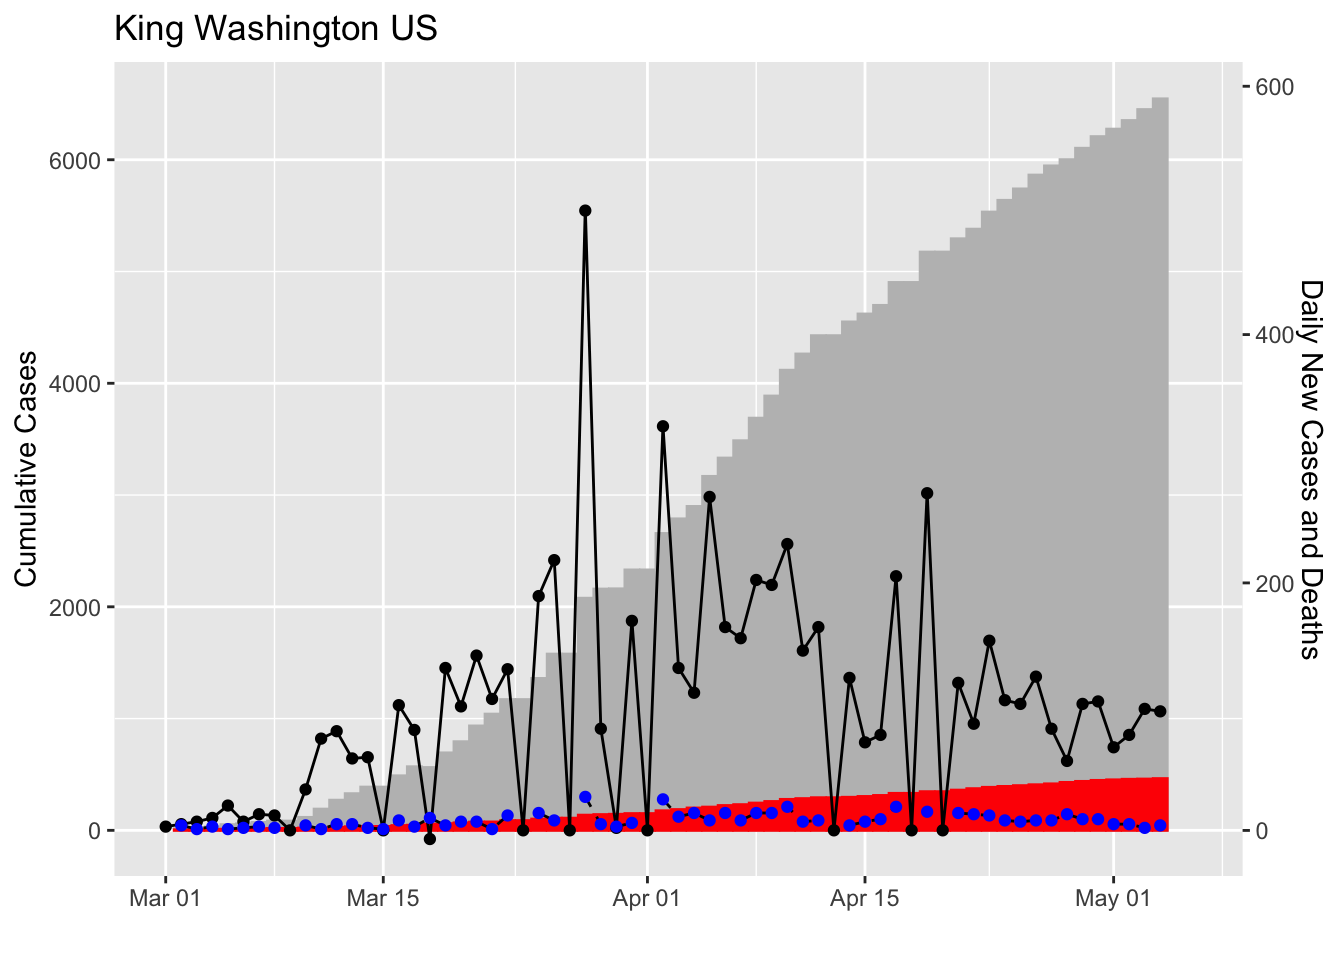 King Washington US
Cumulative Cases
6000
4000
2000
0
600
400
200
0
Daily New Cases and Deaths
Mar 01
Mar 15
Apr 01
Apr 15
May 01